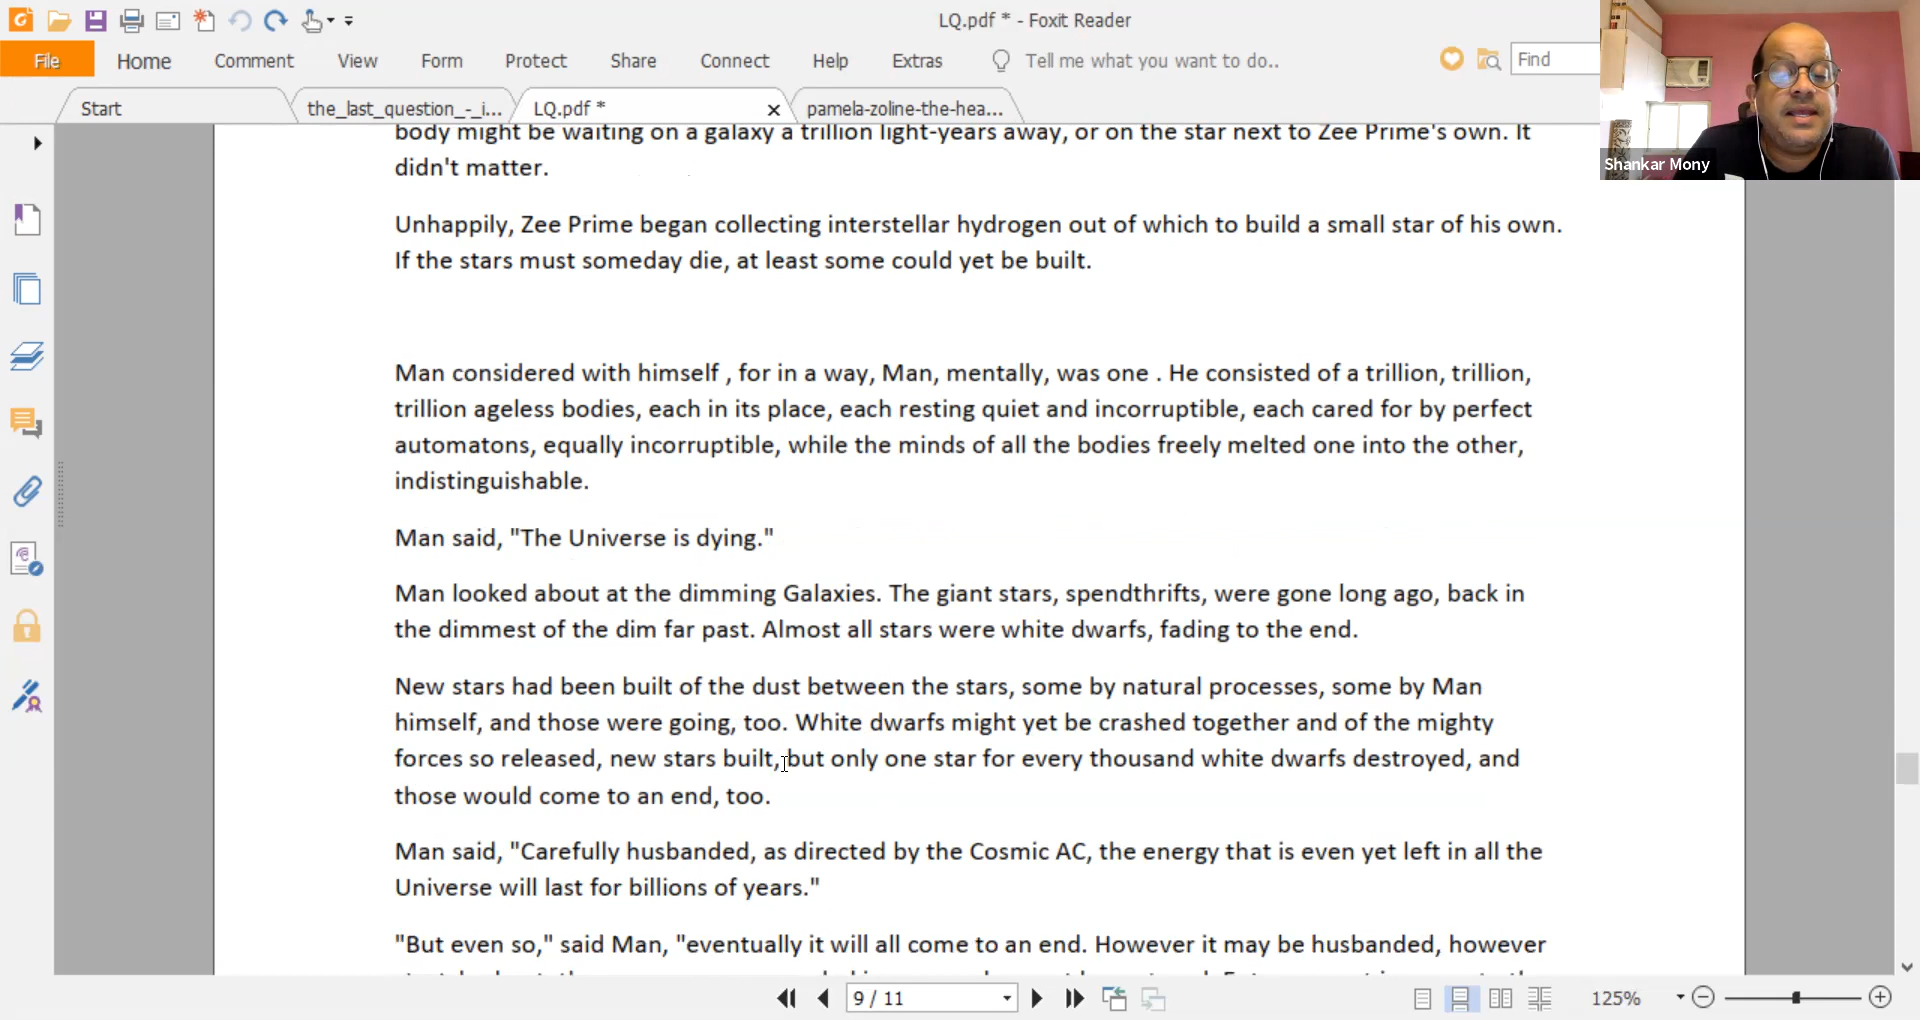 LQ.pdf * - Foxit Reader
File Home Comment View Form Protect Share Connect Help Extras Tell me what you want to do.. Find
Start the_last_question_-_i... LQ.pdf * pamela-zoline-the-hea...
Shankar Mony
body might be waiting on a galaxy a trillion light-years away, or on the star next to Zee Prime's own. It
didn't matter.
Unhappily, Zee Prime began collecting interstellar hydrogen out of which to build a small star of his own.
If the stars must someday die, at least some could yet be built.
Man considered with himself , for in a way, Man, mentally, was one . He consisted of a trillion, trillion,
trillion ageless bodies, each in its place, each resting quiet and incorruptible, each cared for by perfect
automatons, equally incorruptible, while the minds of all the bodies freely melted one into the other,
indistinguishable.
Man said, "The Universe is dying."
Man looked about at the dimming Galaxies. The giant stars, spendthrifts, were gone long ago, back in
the dimmest of the dim far past. Almost all stars were white dwarfs, fading to the end.
New stars had been built of the dust between the stars, some by natural processes, some by Man
himself, and those were going, too. White dwarfs might yet be crashed together and of the mighty
forces so released, new stars built, but only one star for every thousand white dwarfs destroyed, and
those would come to an end, too.
Man said, "Carefully husbanded, as directed by the Cosmic AC, the energy that is even yet left in all the
Universe will last for billions of years."
"But even so," said Man, "eventually it will all come to an end. However it may be husbanded, however
9 / 11
125%